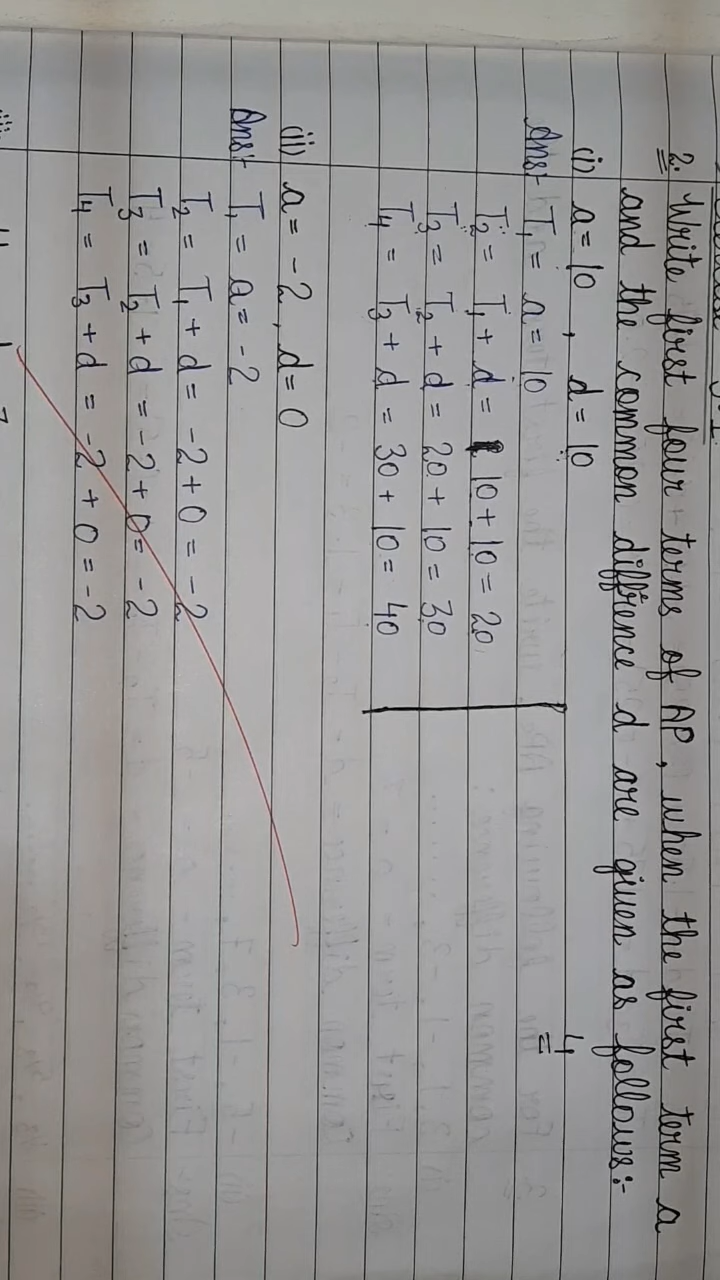 2. Write first four terms of AP, when the first term a
and the common diffrence d are given as follows:-
(i) a = 10 , d = 10
Ans:- T₁ = a = 10
T₂ = T₁ + d = 10 + 10 = 20
T₃ = T₂ + d = 20 + 10 = 30
T₄ = T₃ + d = 30 + 10 = 40
(ii) a = -2, d = 0
Ans:- T₁ = a = -2
T₂ = T₁ + d = -2 + 0 = -2
T₃ = T₂ + d = -2 + 0 = -2
T₄ = T₃ + d = -2 + 0 = -2